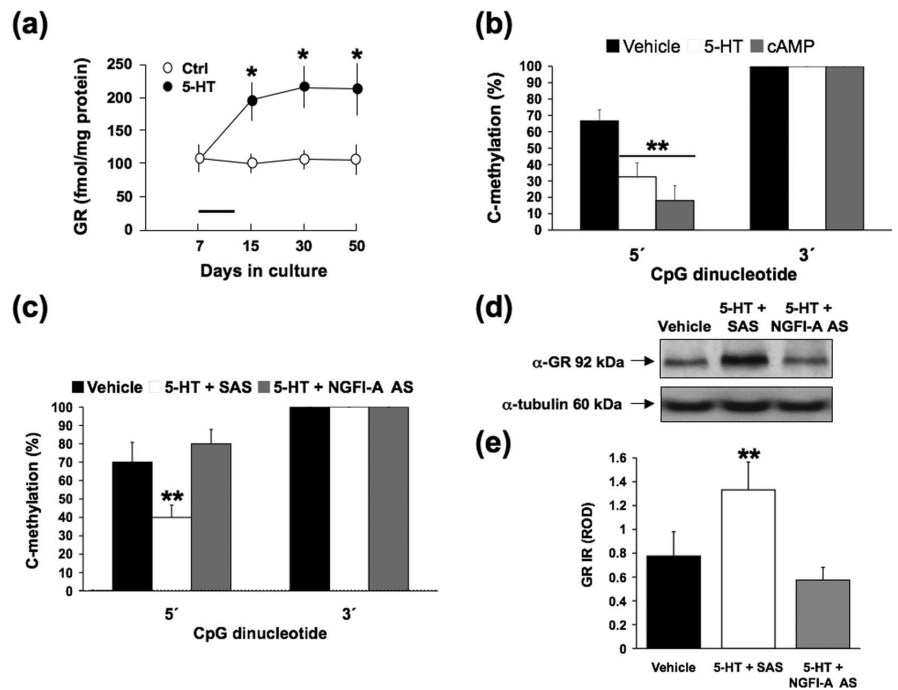 (a)
GR (fmol/mg protein)
250
200
150
100
50
0
Ctrl
5-HT
*
*
*
7
15
30
50
Days in culture
(b)
Vehicle 5-HT cAMP
C-methylation (%)
100
90
80
70
60
50
40
30
20
10
0
**
5´
3´
CpG dinucleotide
(c)
Vehicle 5-HT + SAS 5-HT + NGFI-A AS
C-methylation (%)
100
90
80
70
60
50
40
30
20
10
0
**
5´
3´
CpG dinucleotide
(d)
Vehicle
5-HT +
SAS
5-HT +
NGFI-A AS
α-GR 92 kDa
α-tubulin 60 kDa
(e)
GR IR (ROD)
1.6
1.4
1.2
1
0.8
0.6
0.4
0.2
0
**
Vehicle
5-HT + SAS
5-HT +
NGFI-A AS